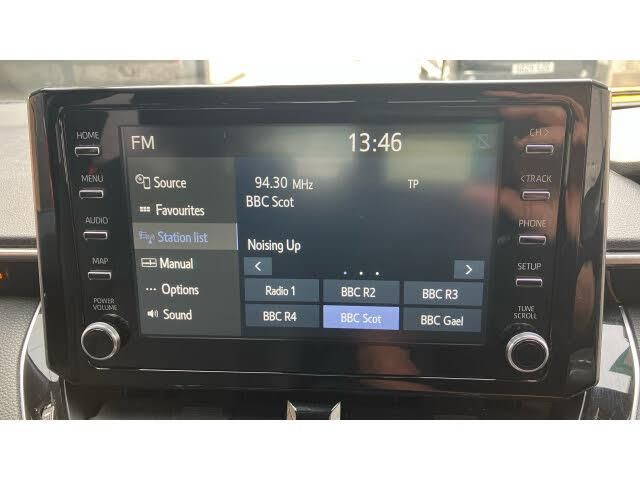 HOME
MENU
AUDIO
MAP
POWER
VOLUME
FM
13:46
Source
Favourites
Station list
Manual
Options
Sound
94.30 MHz
TP
BBC Scot
Noising Up
<
>
Radio 1
BBC R2
BBC R3
BBC R4
BBC Scot
BBC Gael
CH >
< TRACK
PHONE
SETUP
TUNE
SCROLL